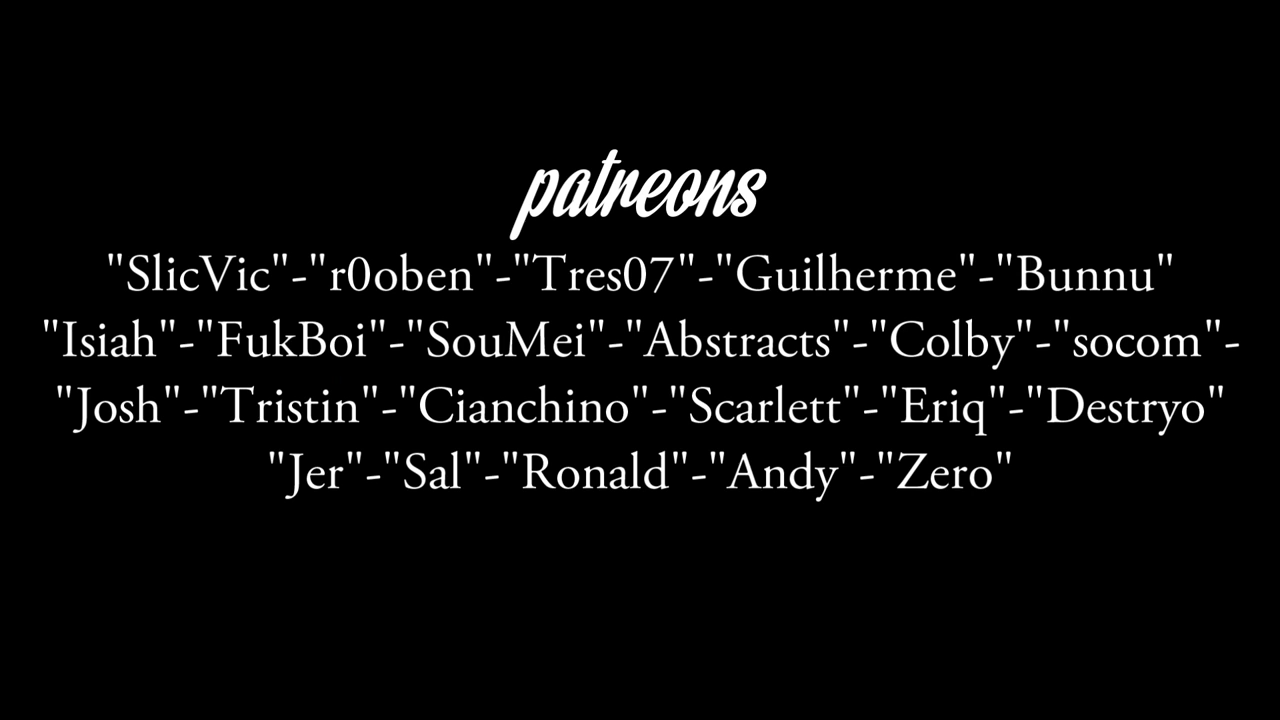 patreons
"SlicVic"-"r0oben"-"Tres07"-"Guilherme"-"Bunnu"
"Isiah"-"FukBoi"-"SouMei"-"Abstracts"-"Colby"-"socom"-
"Josh"-"Tristin"-"Cianchino"-"Scarlett"-"Eriq"-"Destryo"
"Jer"-"Sal"-"Ronald"-"Andy"-"Zero"